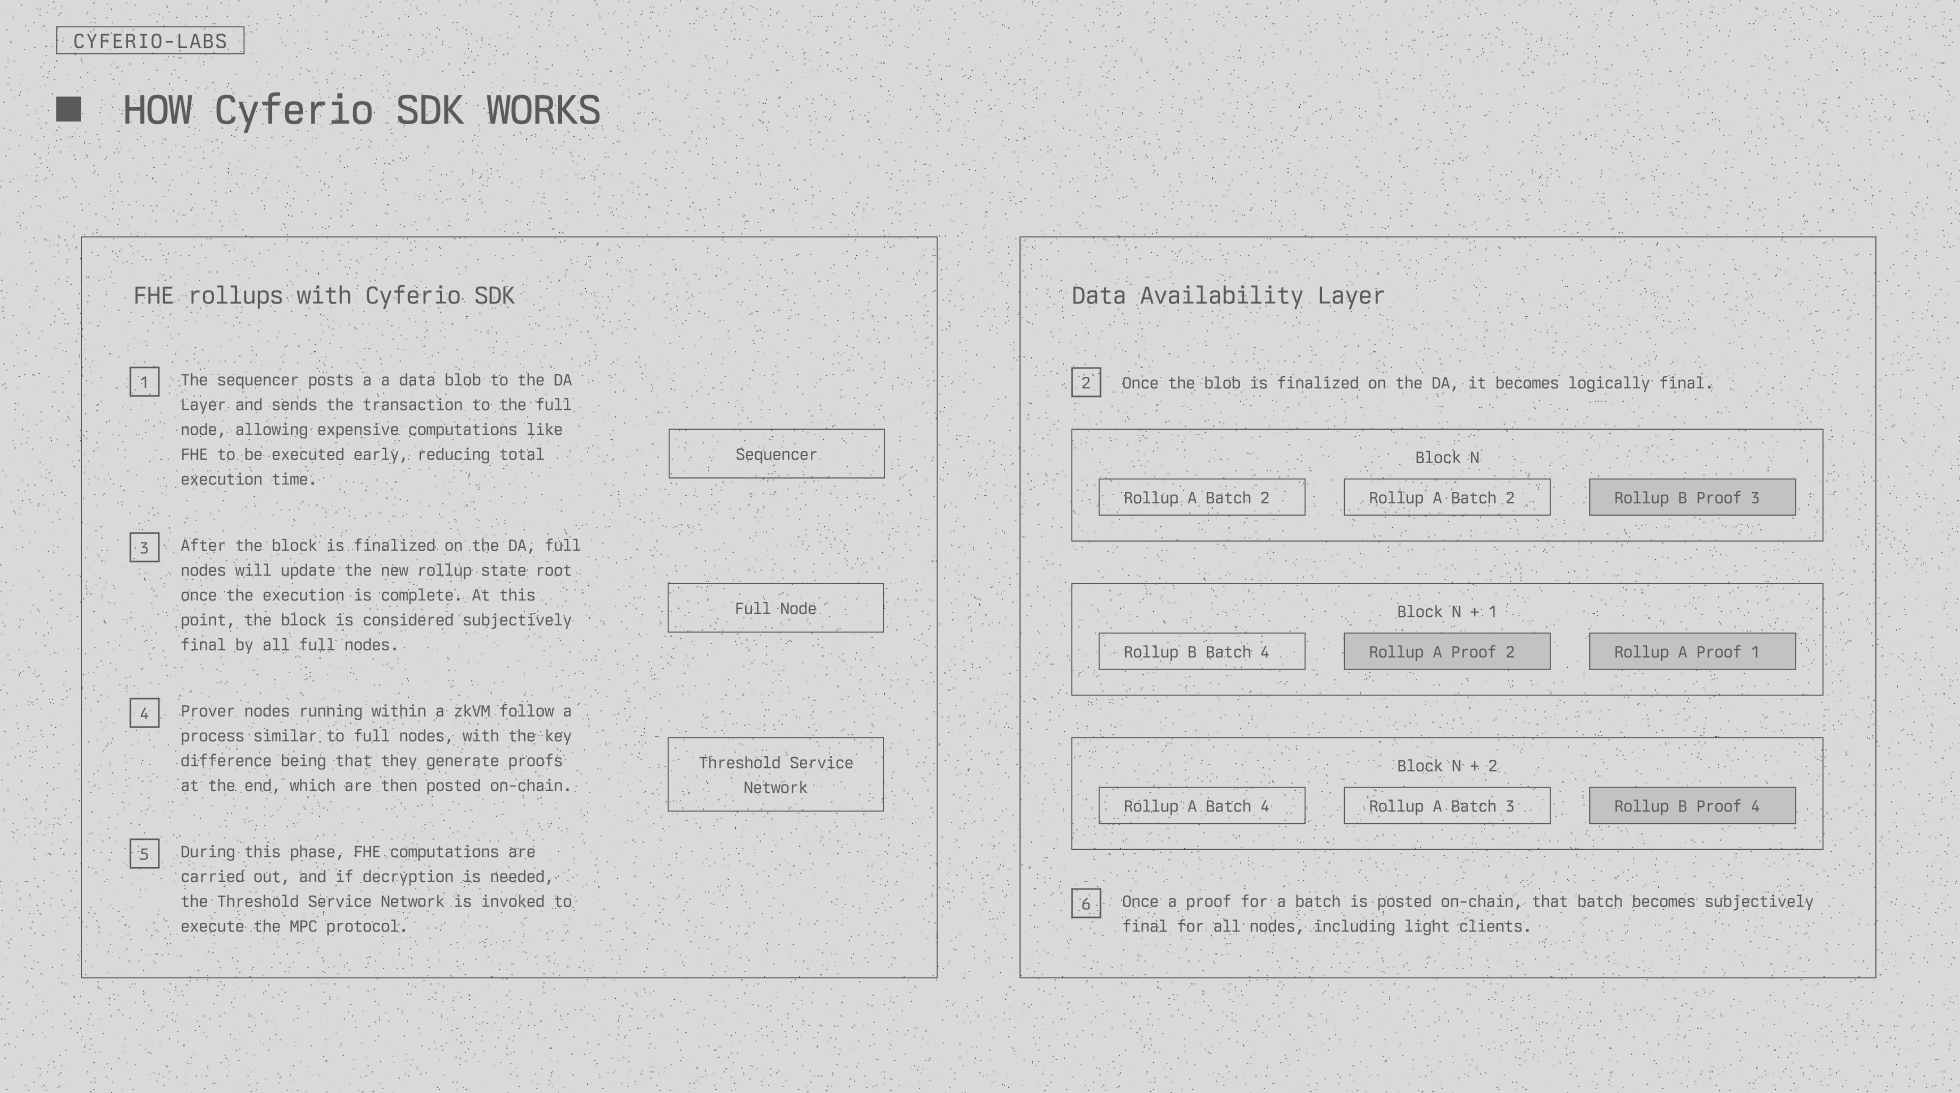 CYFERIO-LABS
HOW Cyferio SDK WORKS
FHE rollups with Cyferio SDK
1
The sequencer posts a a data blob to the DA
Layer and sends the transaction to the full
node, allowing expensive computations like
FHE to be executed early, reducing total
execution time.
3
After the block is finalized on the DA, full
nodes will update the new rollup state root
once the execution is complete. At this
point, the block is considered subjectively
final by all full nodes.
4
Prover nodes running within a zkVM follow a
process similar to full nodes, with the key
difference being that they generate proofs
at the end, which are then posted on-chain.
5
During this phase, FHE computations are
carried out, and if decryption is needed,
the Threshold Service Network is invoked to
execute the MPC protocol.
Sequencer
Full Node
Threshold Service
Network
Data Availability Layer
2
Once the blob is finalized on the DA, it becomes logically final.
Block N
Rollup A Batch 2
Rollup A Batch 2
Rollup B Proof 3
Block N + 1
Rollup B Batch 4
Rollup A Proof 2
Rollup A Proof 1
Block N + 2
Rollup A Batch 4
Rollup A Batch 3
Rollup B Proof 4
6
Once a proof for a batch is posted on-chain, that batch becomes subjectively
final for all nodes, including light clients.